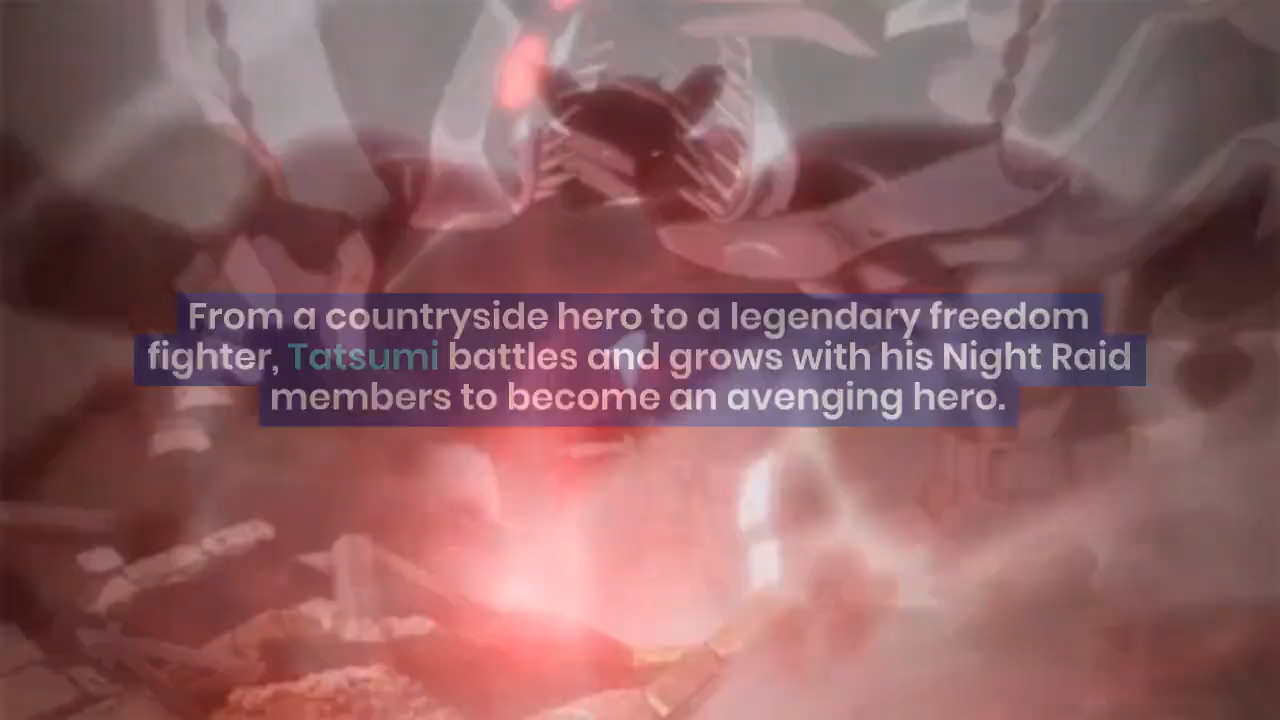 From a countryside hero to a legendary freedom
fighter, Tatsumi battles and grows with his Night Raid
members to become an avenging hero.